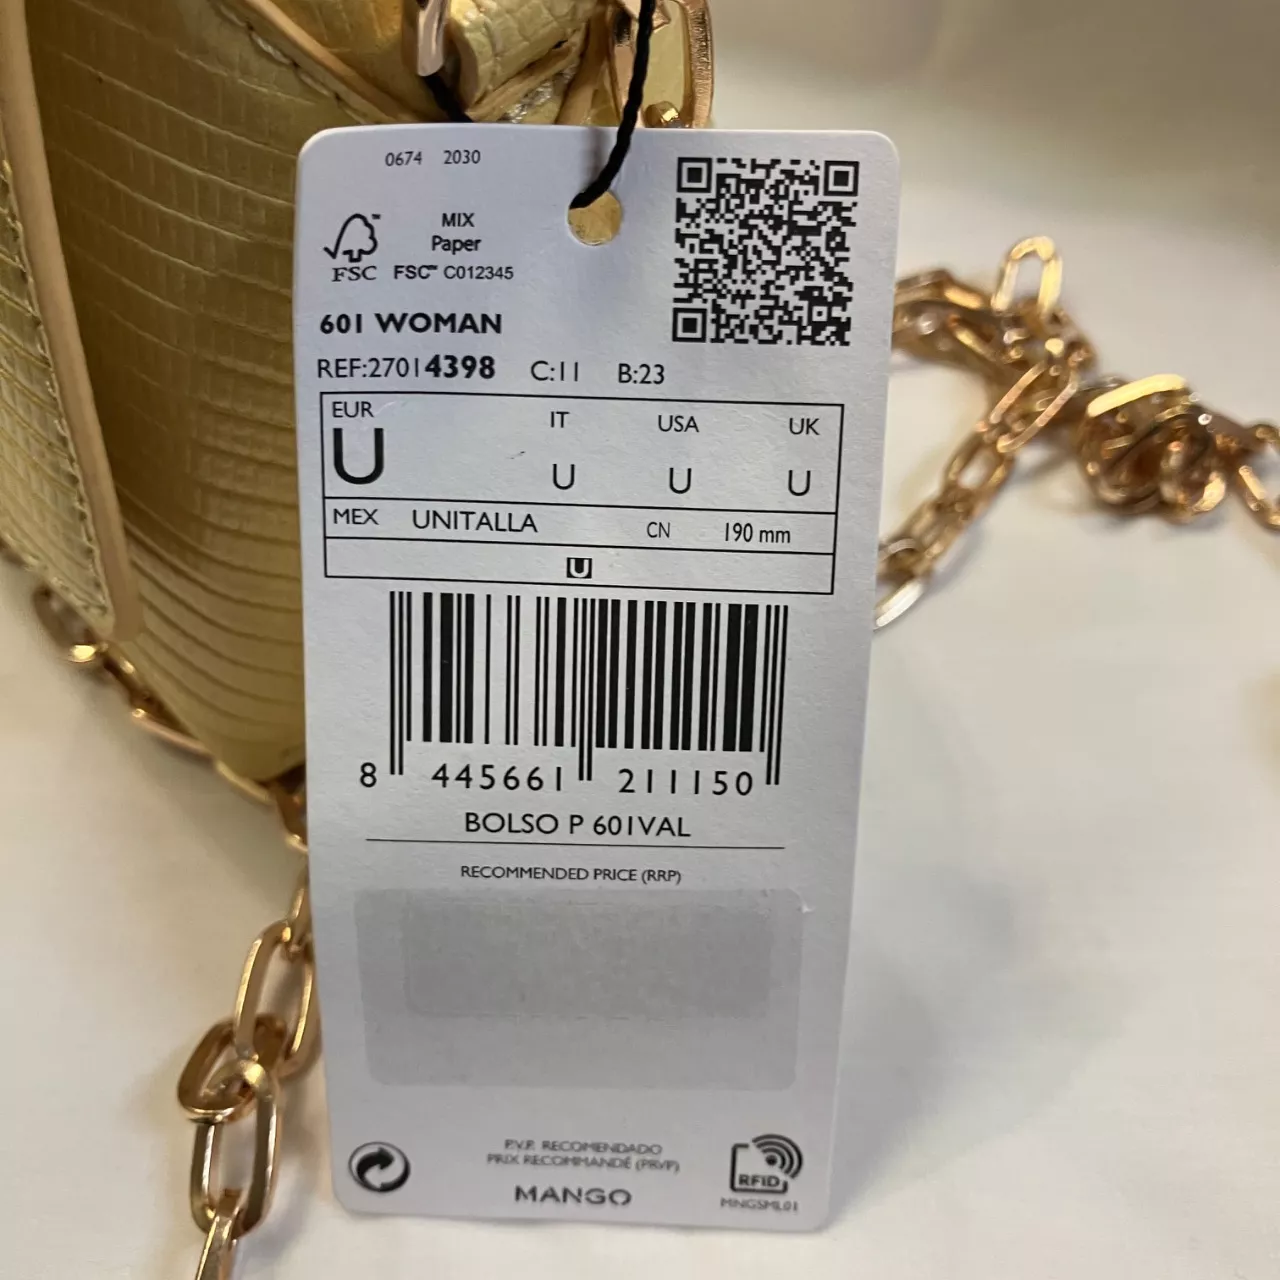 0674 2030
MIX
Paper
FSC FSC™ C012345
601 WOMAN
REF:27014398 C:11 B:23
EUR IT USA UK
U U U U
MEX UNITALLA CN 190 mm
U
8 445661 211150
BOLSO P 601VAL
RECOMMENDED PRICE (RRP)
P.V.P. RECOMENDADO
PRIX RECOMMANDÉ (PRVP)
MANGO
RFID
MNGSML01